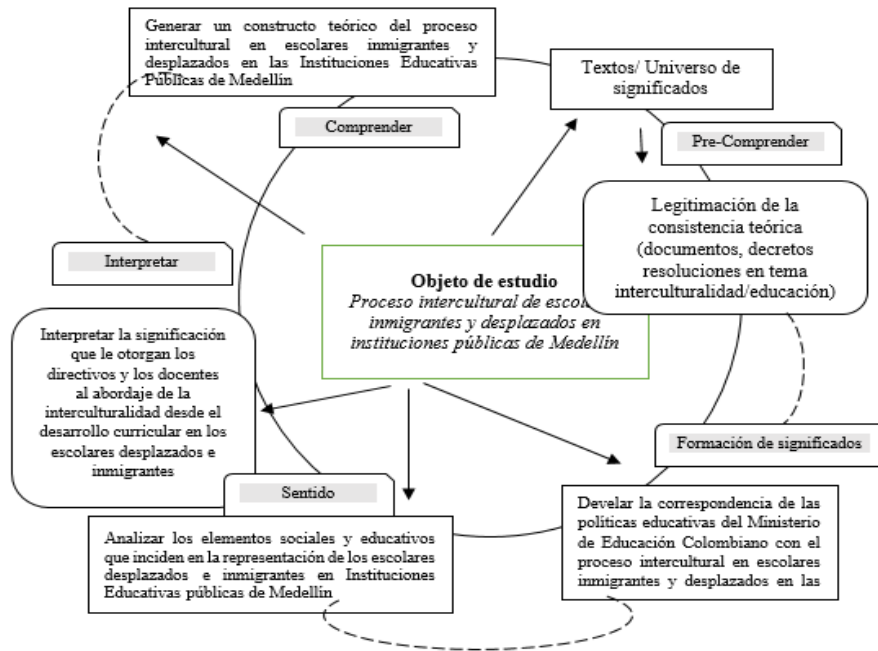 Generar un constructo teórico del proceso
intercultural en escolares inmigrantes y
desplazados en las Instituciones Educativas
Públicas de Medellín
Comprender
Textos/ Universo de
significados
Pre-Comprender
Legitimación de la
consistencia teórica
(documentos, decretos
resoluciones en tema
interculturalidad/educación)
Objeto de estudio
Proceso intercultural de escol
inmigrantes y desplazados en
instituciones públicas de Medellín
Interpretar
Interpretar la significación
que le otorgan los
directivos y los docentes
al abordaje de la
interculturalidad desde el
desarrollo curricular en los
escolares desplazados e
inmigrantes
Formación de significados
Develar la correspondencia de las
políticas educativas del Ministerio
de Educación Colombiano con el
proceso intercultural en escolares
inmigrantes y desplazados en las
Sentido
Analizar los elementos sociales y educativos
que inciden en la representación de los escolares
desplazados e inmigrantes en Instituciones
Educativas públicas de Medellín